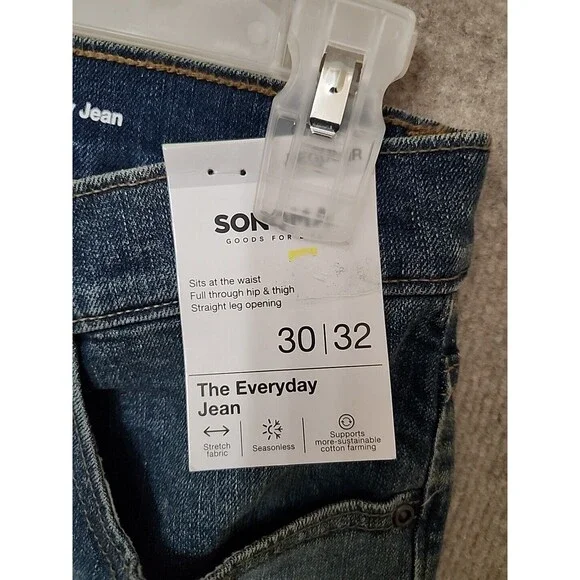 y Jean
SON
GOODS FOR
Sits at the waist
Full through hip & thigh
Straight leg opening
30|32
The Everyday
Jean
Stretch
fabric
Seasonless
Supports
more-sustainable
cotton farming